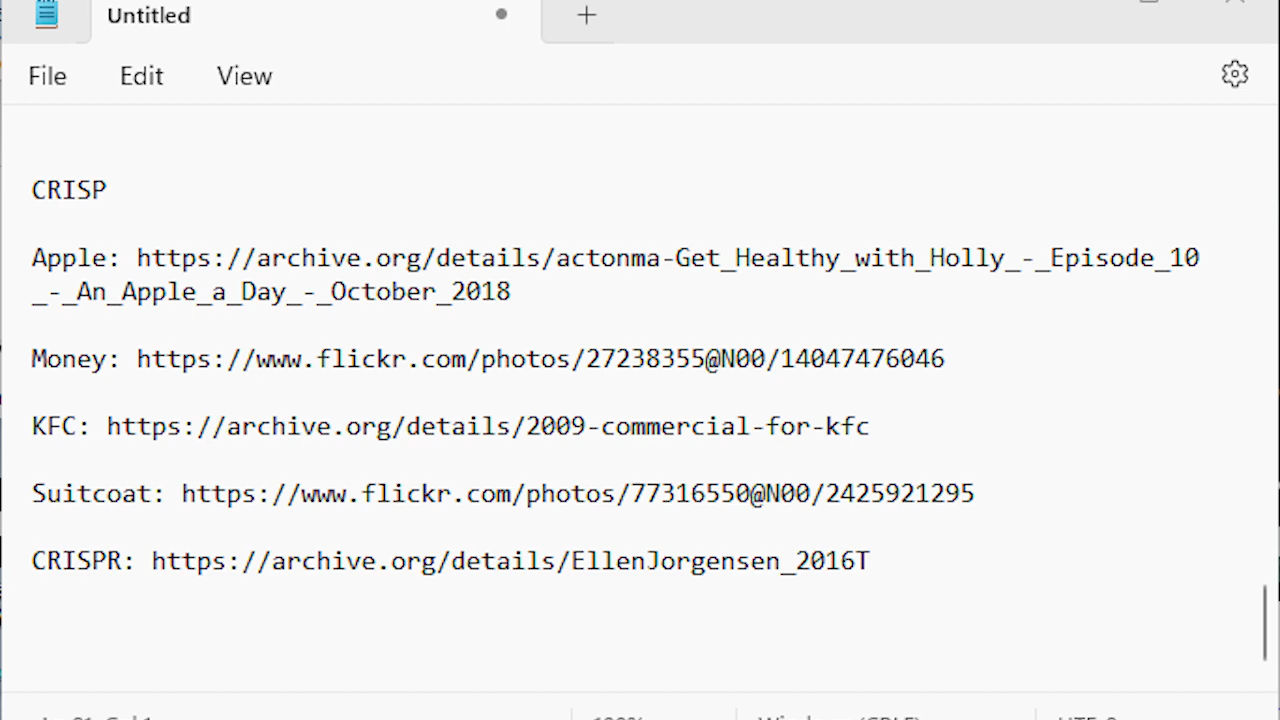 Untitled
File Edit View
CRISP
Apple: https://archive.org/details/actonma-Get_Healthy_with_Holly_-_Episode_10
_-_An_Apple_a_Day_-_October_2018
Money: https://www.flickr.com/photos/27238355@N00/14047476046
KFC: https://archive.org/details/2009-commercial-for-kfc
Suitcoat: https://www.flickr.com/photos/77316550@N00/2425921295
CRISPR: https://archive.org/details/EllenJorgensen_2016T